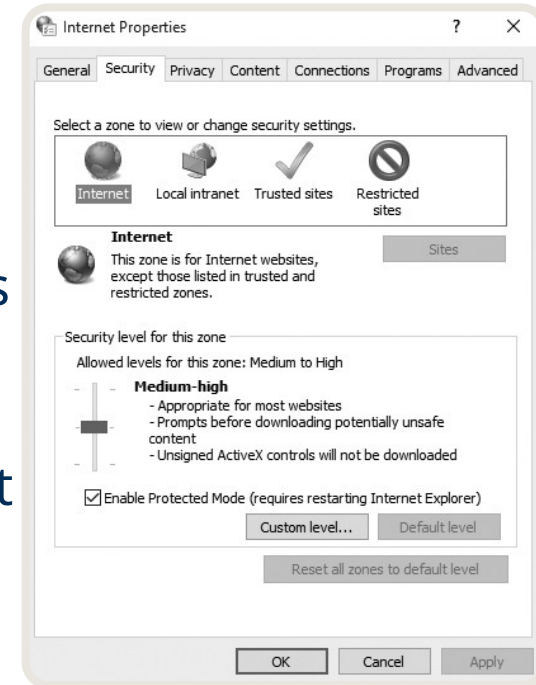 Internet Properties ? X
General Security Privacy Content Connections Programs Advanced
Select a zone to view or change security settings.
Internet Local intranet Trusted sites Restricted sites
Internet
Sites
This zone is for Internet websites,
except those listed in trusted and
restricted zones.
s
Security level for this zone
Allowed levels for this zone: Medium to High
Medium-high
- Appropriate for most websites
- Prompts before downloading potentially unsafe
content
- Unsigned ActiveX controls will not be downloaded
t
Enable Protected Mode (requires restarting Internet Explorer)
Custom level... Default level
Reset all zones to default level
OK Cancel Apply